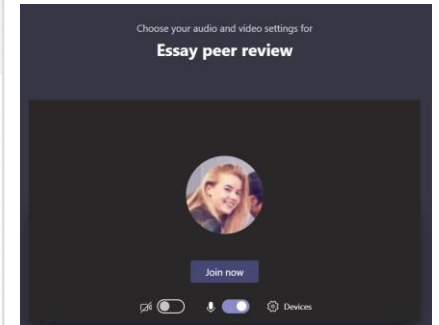 Choose your audio and video settings for
Essay peer review
Join now
Devices